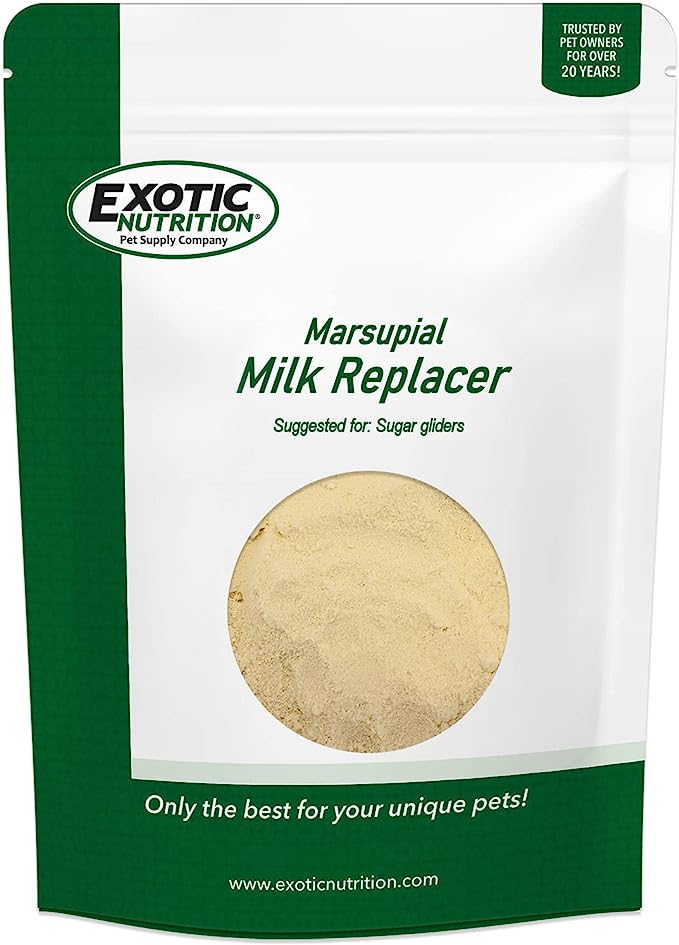 TRUSTED BY
PET OWNERS
FOR OVER
20 YEARS!
EXOTIC
NUTRITION®
Pet Supply Company
Marsupial
Milk Replacer
Suggested for: Sugar gliders
Only the best for your unique pets!
www.exoticnutrition.com